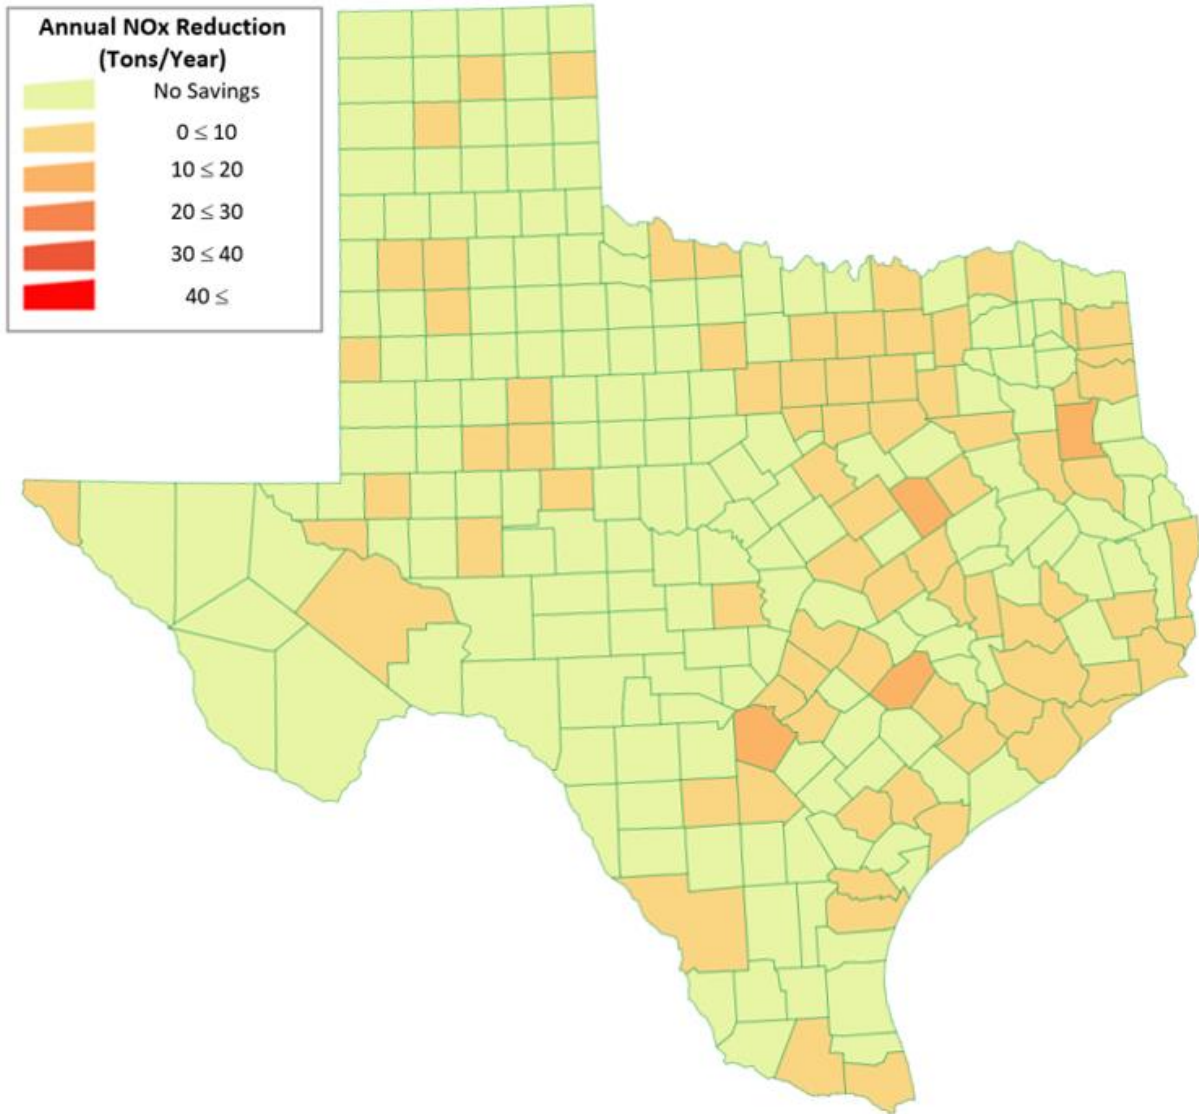 Annual NOx Reduction
(Tons/Year)
No Savings
0 ≤ 10
10 ≤ 20
20 ≤ 30
30 ≤ 40
40 ≤